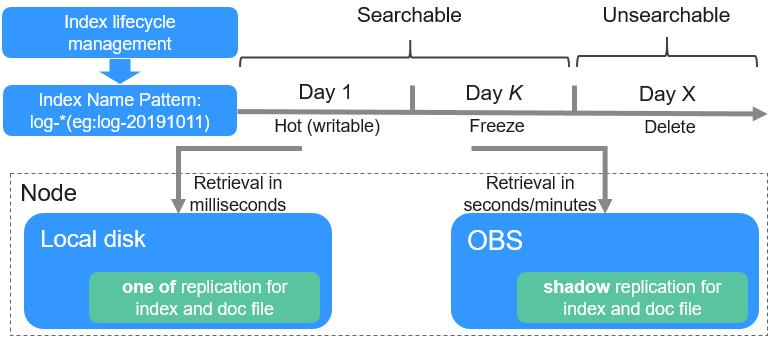 Index lifecycle
management
Searchable
Unsearchable
Index Name Pattern:
log-*(eg:log-20191011)
Day 1
Day K
Day X
Hot (writable)
Freeze
Delete
Node
Retrieval in
milliseconds
Retrieval in
seconds/minutes
Local disk
one of replication for
index and doc file
OBS
shadow replication for
index and doc file